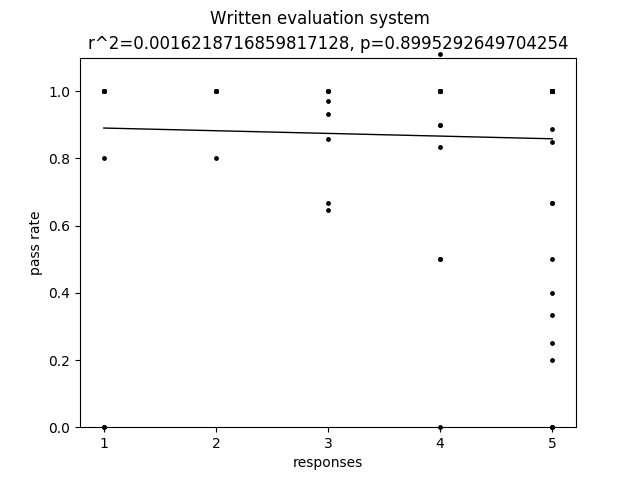 Written evaluation system
r^2=0.0016218716859817128, p=0.8995292649704254
pass rate
1.0
0.8
0.6
0.4
0.2
0.0
1 2 3 4 5
responses